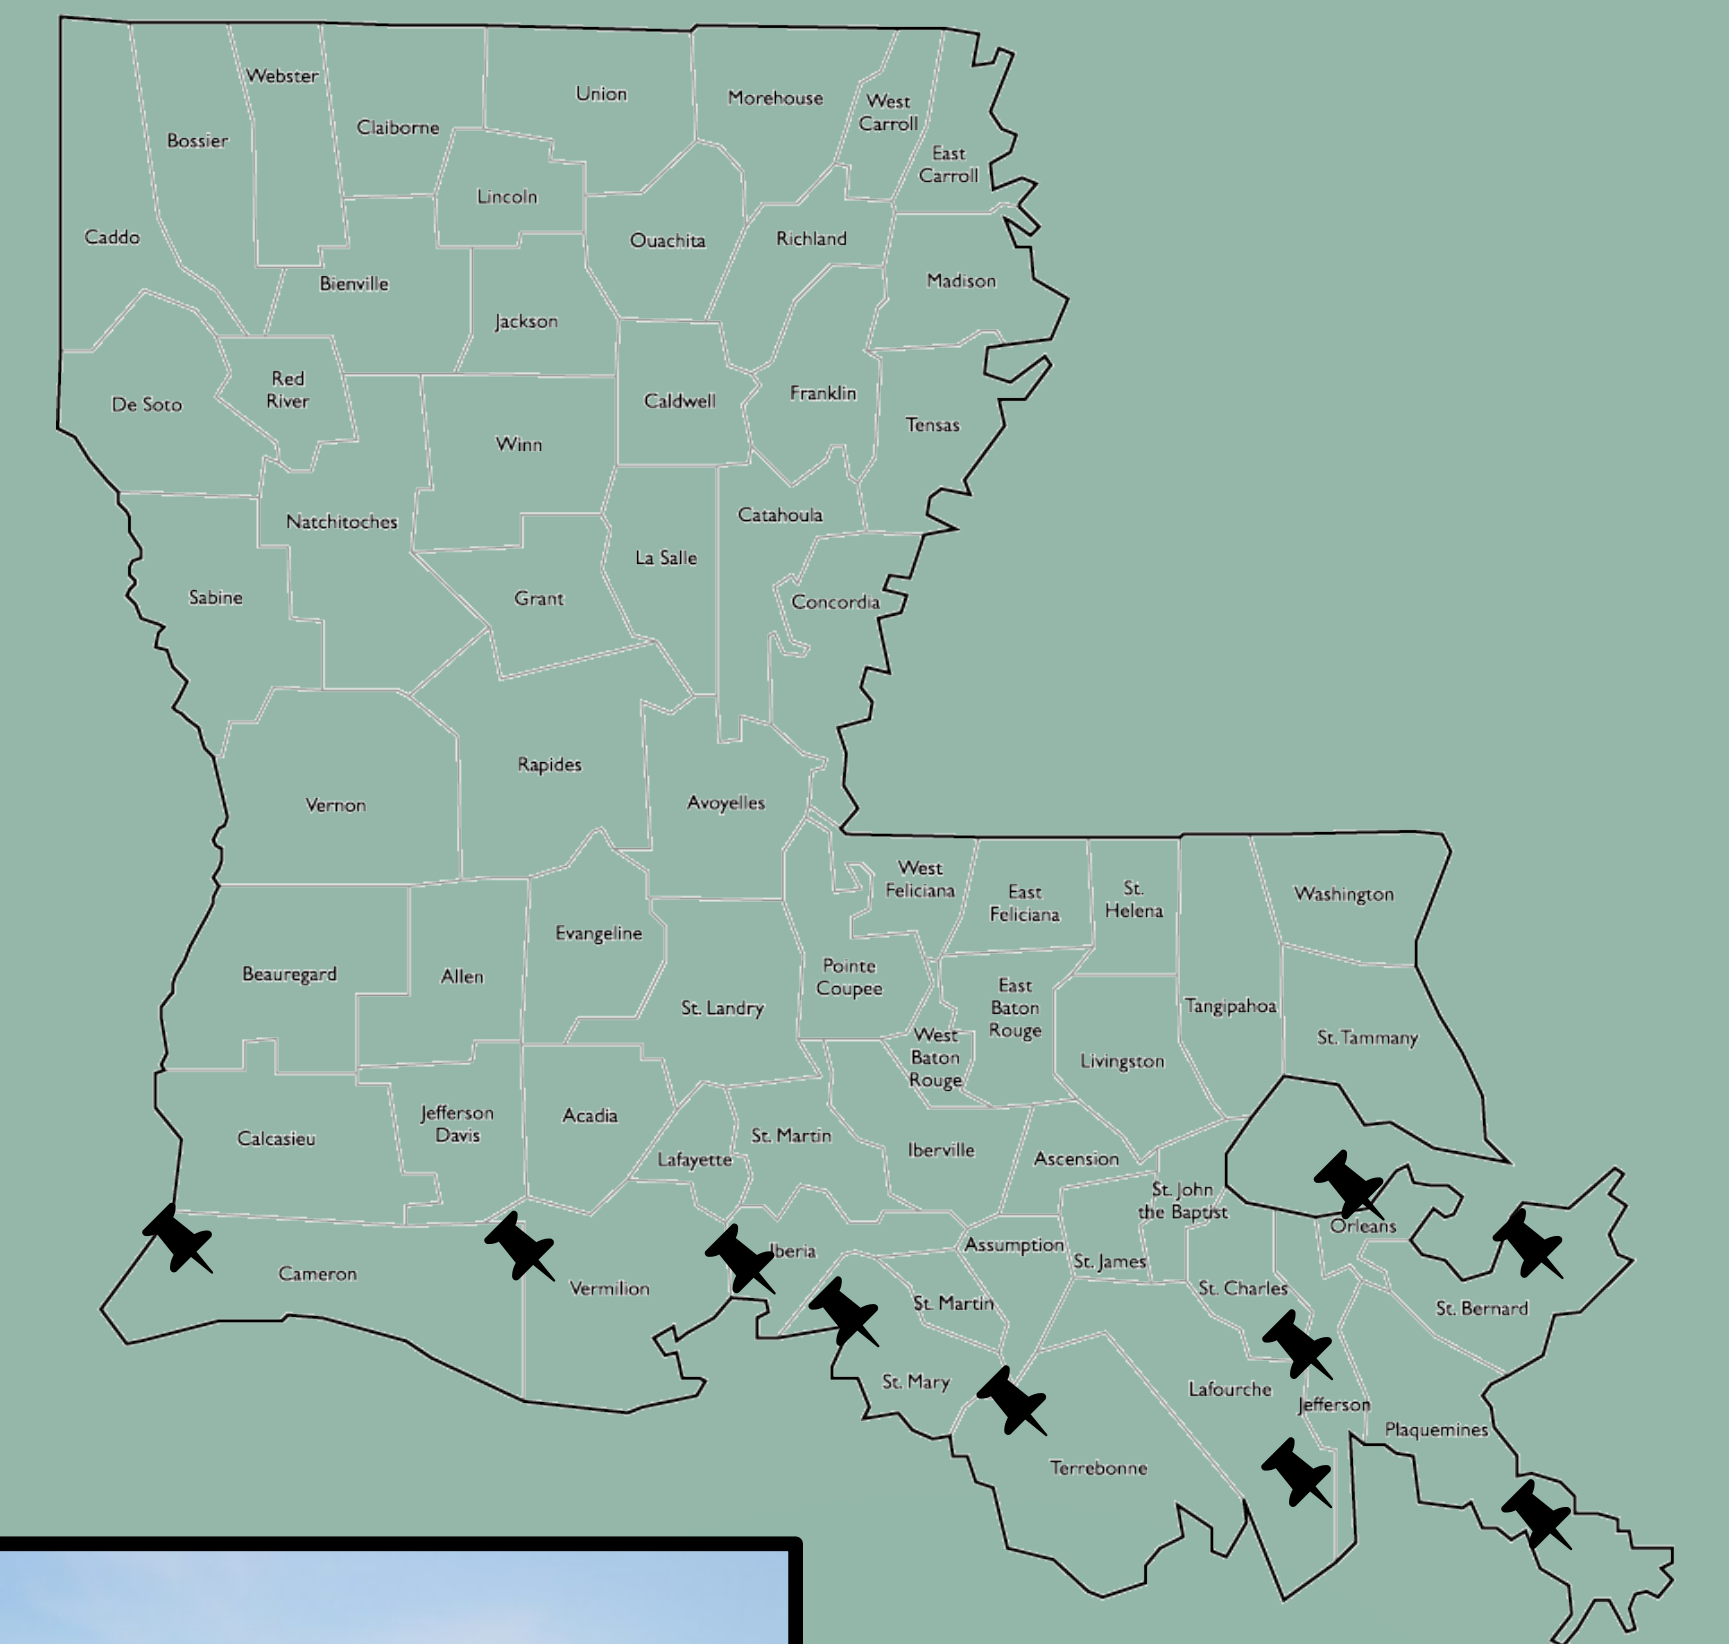 Webster
Union
Morehouse
West
Carroll
Claiborne
Bossier
East
Carroll
Lincoln
Caddo
Ouachita
Richland
Bienville
Madison
Jackson
Red
River
De Soto
Caldwell
Franklin
Tensas
Winn
Natchitoches
Catahoula
La Salle
Sabine
Grant
Concordia
Rapides
Vernon
Avoyelles
West
Feliciana
East
Feliciana
St.
Helena
Washington
Evangeline
Beauregard
Allen
Pointe
Coupee
St. Landry
East
Baton
Rouge
Tangipahoa
West
Baton
Rouge
St. Tammany
Livingston
Jefferson
Davis
Acadia
Calcasieu
St. Martin
Lafayette
Iberville
Ascension
St. John
the Baptist
Orleans
Iberia
Assumption
St. James
Cameron
Vermilion
St. Charles
St. Martin
St. Bernard
St. Mary
Lafourche
Jefferson
Plaquemines
Terrebonne